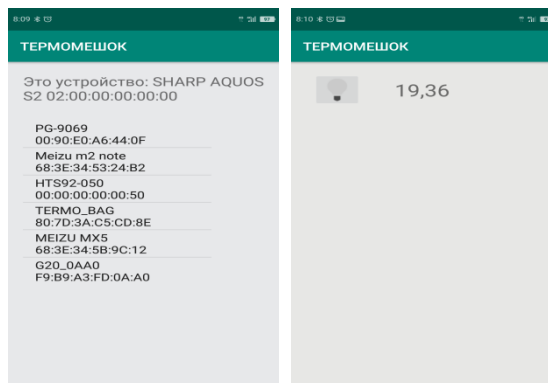 8:09
ТЕРМОМЕШОК
Это устройство: SHARP AQUOS
S2 02:00:00:00:00:00
PG-9069
00:90:E0:A6:44:0F
Meizu m2 note
68:3E:34:53:24:B2
HTS92-050
00:00:00:00:00:50
TERMO_BAG
80:7D:3A:C5:CD:8E
MEIZU MX5
68:3E:34:5B:9C:12
G20_0AA0
F9:B9:A3:FD:0A:A0
8:10
ТЕРМОМЕШОК
19,36